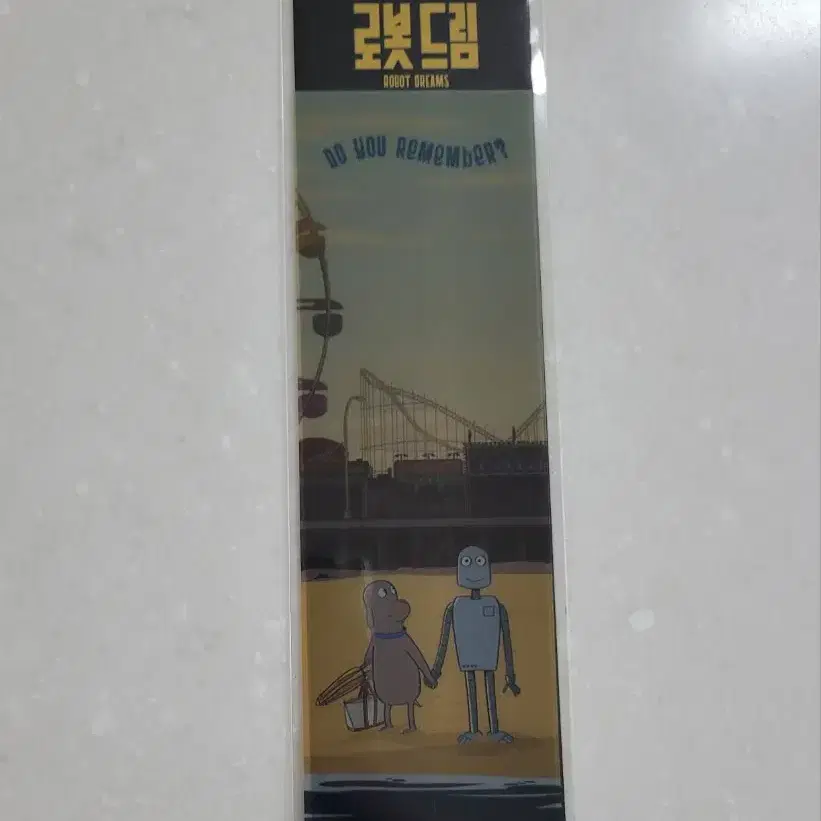 로봇 드림
ROBOT DREAMS
DO YOU REMEMBER?